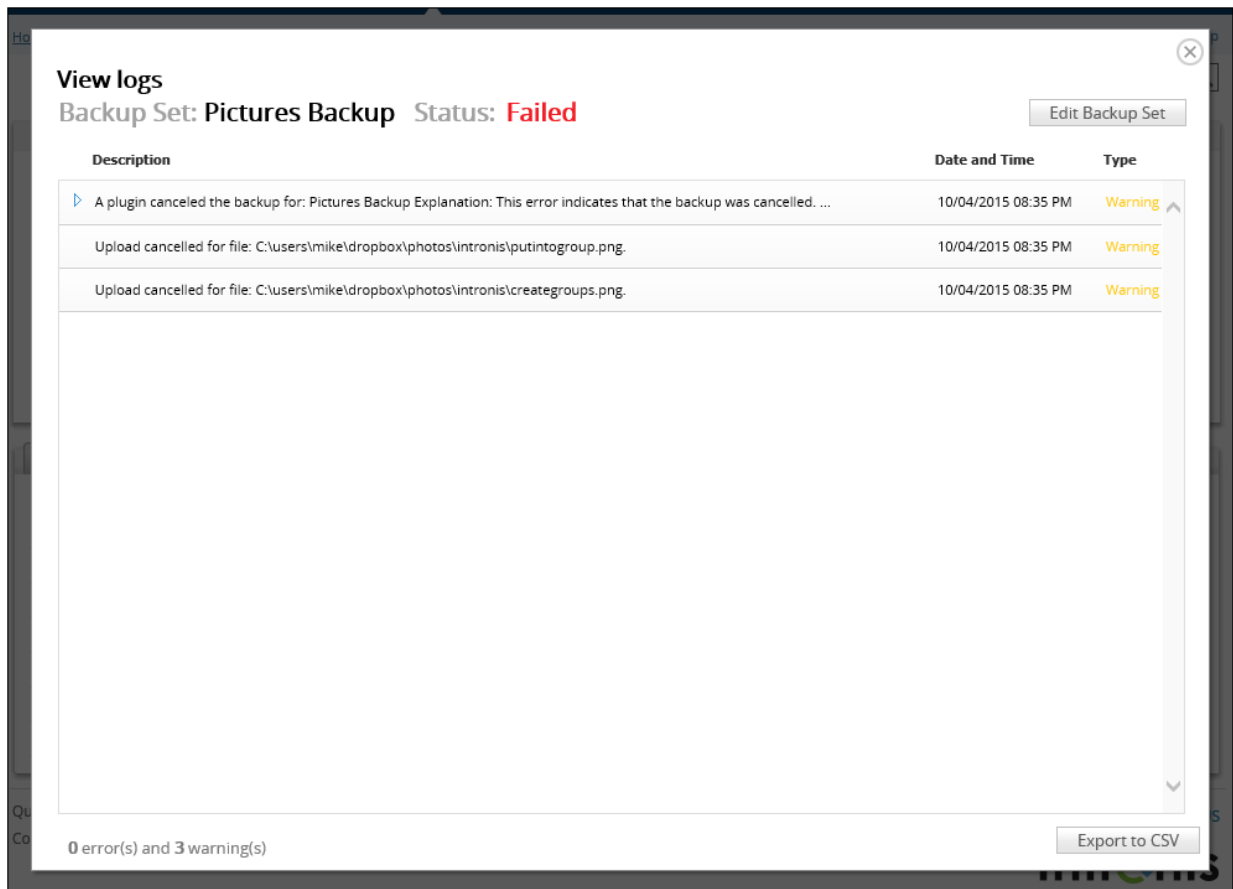 Ho
p
View logs
Backup Set: Pictures Backup Status: Failed
Edit Backup Set
Description Date and Time Type
A plugin canceled the backup for: Pictures Backup Explanation: This error indicates that the backup was cancelled. ... 10/04/2015 08:35 PM Warning
Upload cancelled for file: C:\users\mike\dropbox\photos\intronis\putintogroup.png. 10/04/2015 08:35 PM Warning
Upload cancelled for file: C:\users\mike\dropbox\photos\intronis\creategroups.png. 10/04/2015 08:35 PM Warning
Qu
Co
0 error(s) and 3 warning(s)
Export to CSV